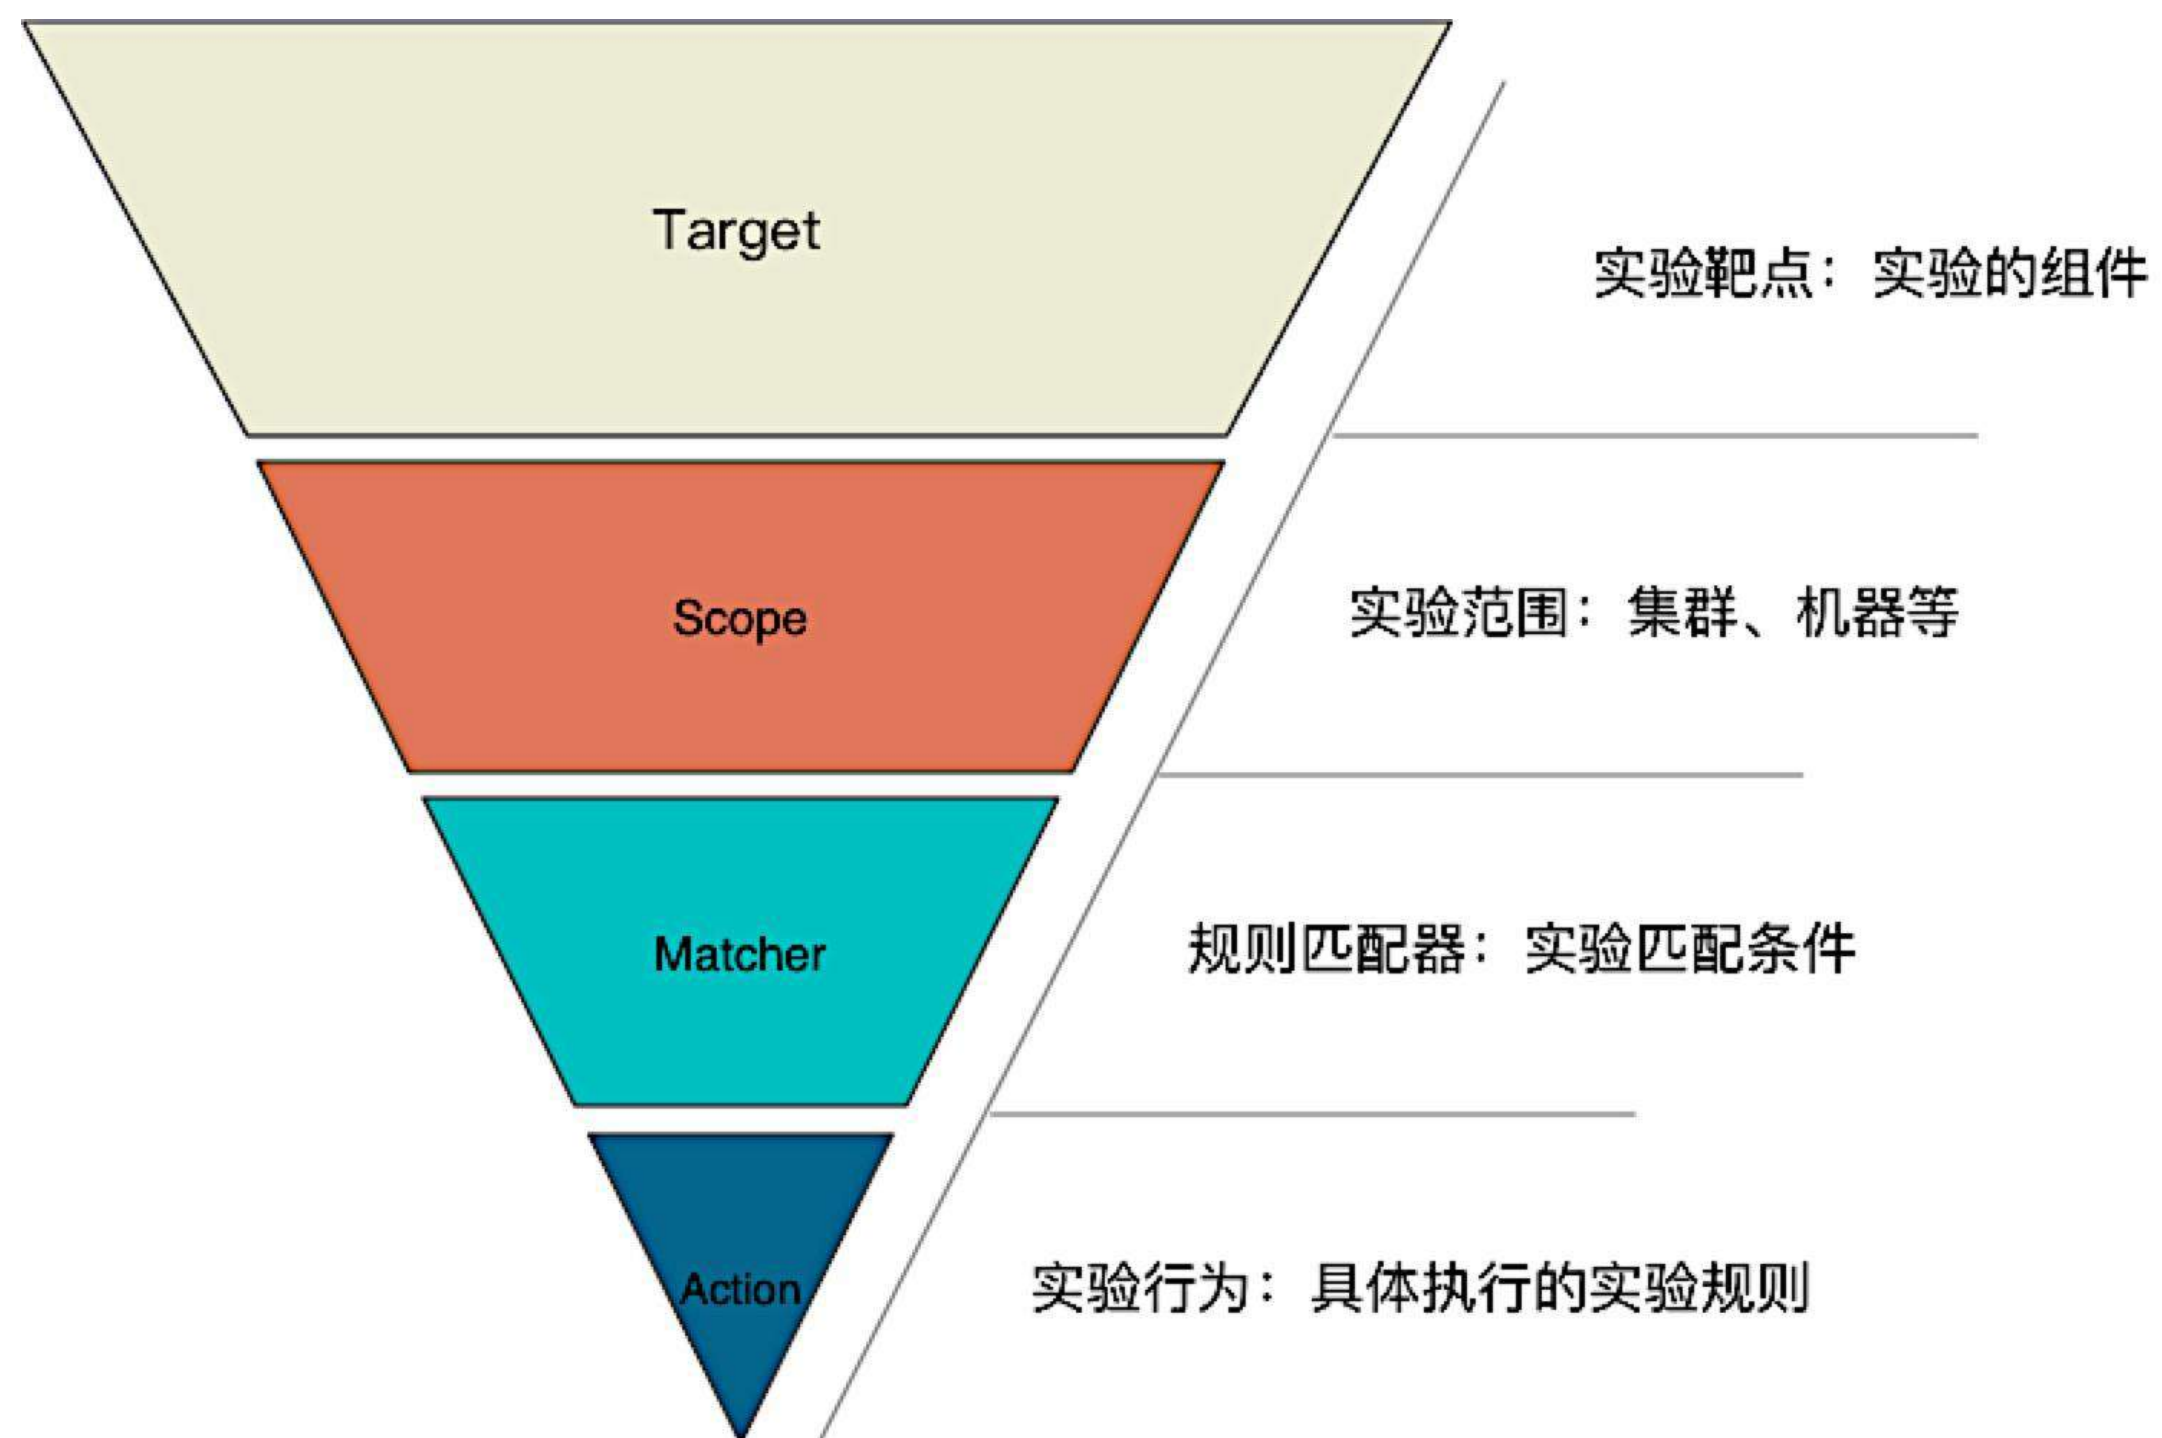 Target
实验靶点：实验的组件
Scope
实验范围：集群、机器等
Matcher
规则匹配器：实验匹配条件
Action
实验行为：具体执行的实验规则